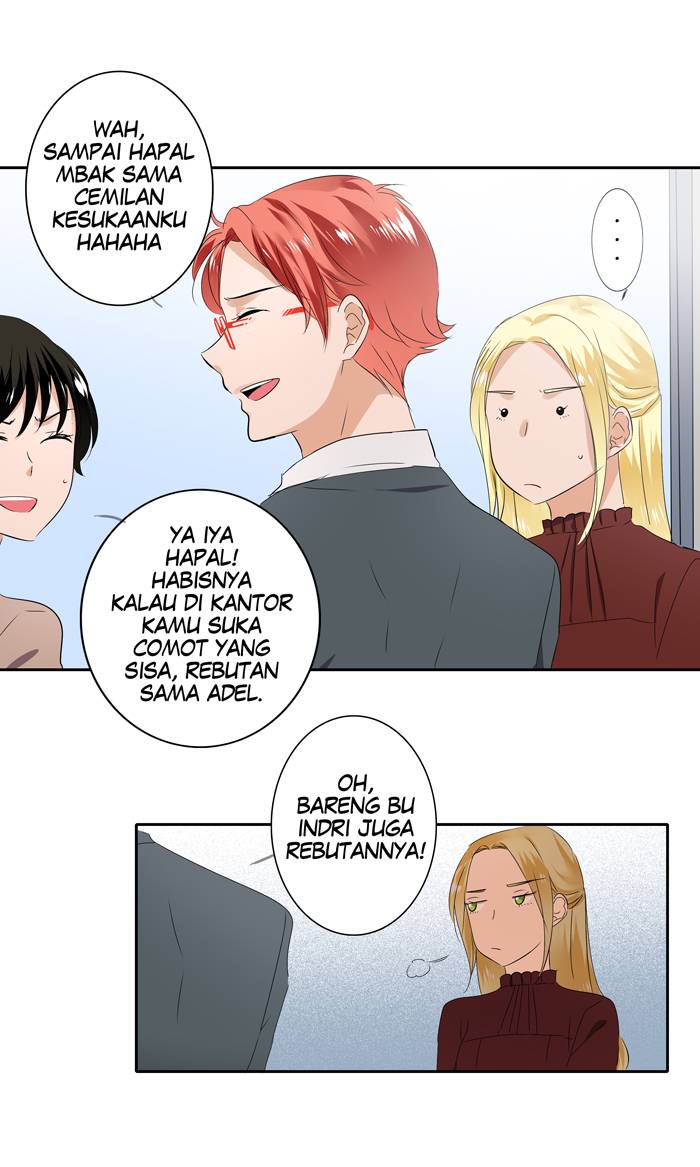 WAH,
SAMPAI HAPAL
MBAK SAMA
CEMILAN
KESUKAANKU
HAHAHA
...
YA IYA
HAPAL!
HABISNYA
KALAU DI KANTOR
KAMU SUKA
COMOT YANG
SISA, REBUTAN
SAMA ADEL.
OH,
BARENG BU
INDRI JUGA
REBUTANNYA!